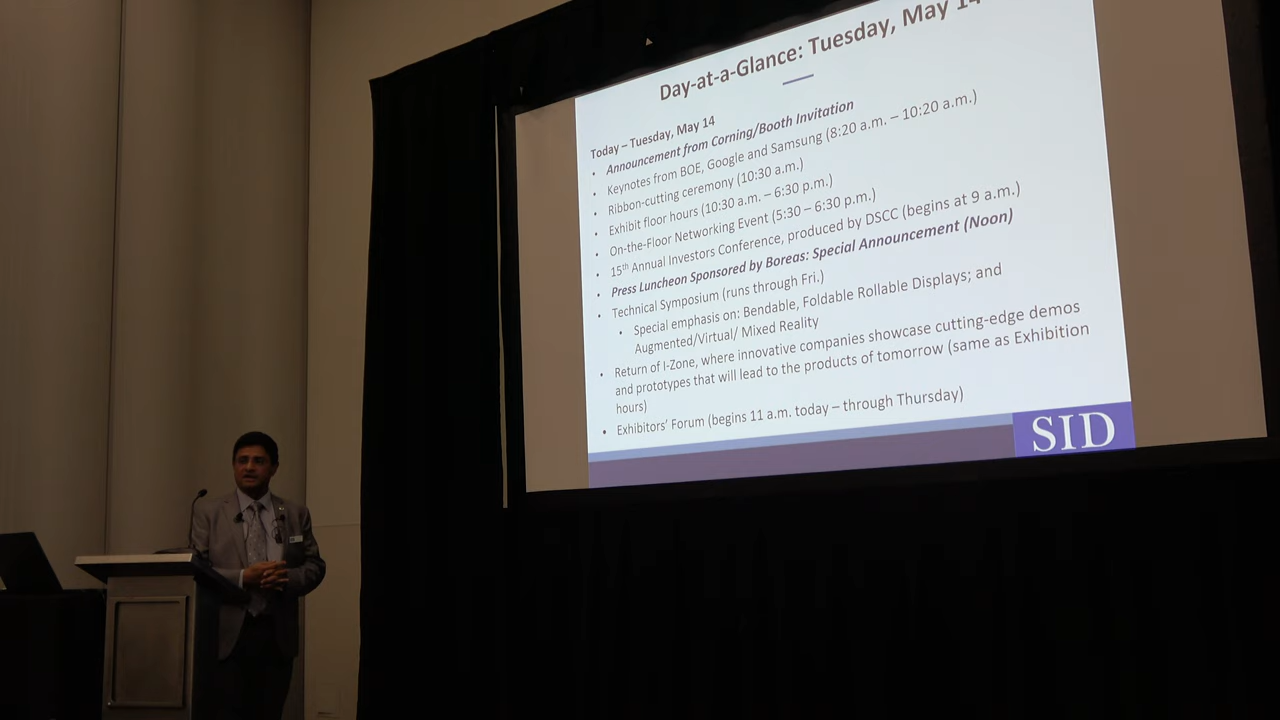 Day-at-a-Glance: Tuesday, May 14
Today – Tuesday, May 14
• Announcement from Corning/Booth Invitation
• Keynotes from BOE, Google and Samsung (8:20 a.m. – 10:20 a.m.)
• Ribbon-cutting ceremony (10:30 a.m.)
• Exhibit floor hours (10:30 a.m. – 6:30 p.m.)
• On-the-Floor Networking Event (5:30 – 6:30 p.m.)
• 15th Annual Investors Conference, produced by DSCC (begins at 9 a.m.)
• Press Luncheon Sponsored by Boreas: Special Announcement (Noon)
• Technical Symposium (runs through Fri.)
• Special emphasis on: Bendable, Foldable Rollable Displays; and
Augmented/Virtual/ Mixed Reality
• Return of I-Zone, where innovative companies showcase cutting-edge demos
and prototypes that will lead to the products of tomorrow (same as Exhibition
hours)
• Exhibitors' Forum (begins 11 a.m. today – through Thursday)
SID